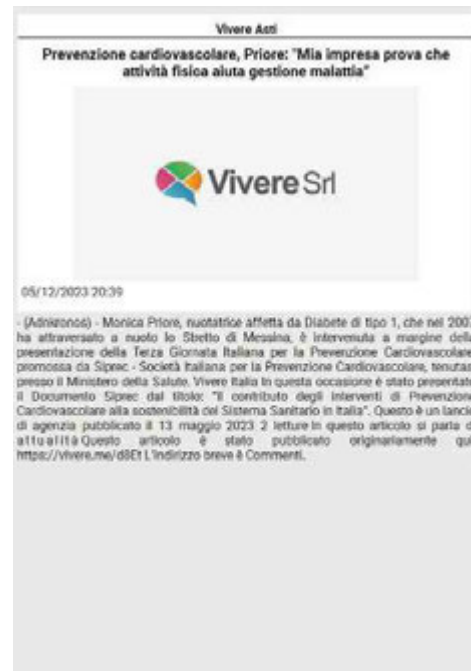 Vivere Asti
Prevenzione cardiovascolare, Priore: "Mia impresa prova che
attività fisica aiuta gestione malattia"
Vivere Srl
05/12/2023 20:39
- (Adnkronos) - Monica Priore, nuotatrice affetta da Diabete di tipo 1, che nel 2007
ha attraversato a nuoto lo Stretto di Messina, è intervenuta a margine della
presentazione della Terza Giornata Italiana per la Prevenzione Cardiovascolare
promossa da Siprec - Società Italiana per la Prevenzione Cardiovascolare, tenutasi
presso il Ministero della Salute. Vivere Italia In questa occasione è stato presentato
il Documento Siprec dal titolo: "Il contributo degli interventi di Prevenzione
Cardiovascolare alla sostenibilità del Sistema Sanitario in Italia". Questo è un lancio
di agenzia pubblicato il 13 maggio 2023 2 letture In questo articolo si parla di
attualità Questo articolo è stato pubblicato originariamente qui
https://vivere.me/d8Et L'indirizzo breve è Commenti.